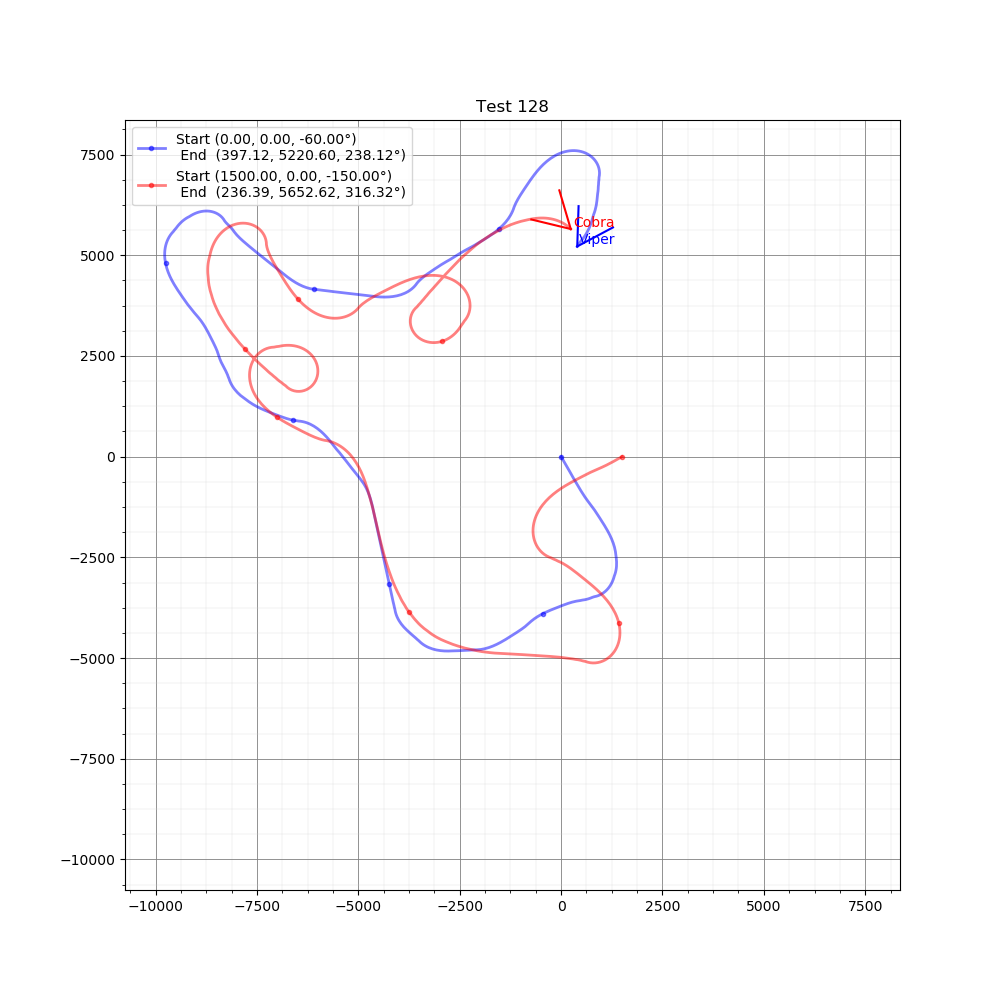 Test 128
Start (0.00, 0.00, -60.00°)
End (397.12, 5220.60, 238.12°)
Start (1500.00, 0.00, -150.00°)
End (236.39, 5652.62, 316.32°)
Cobra
Viper
7500
5000
2500
0
−2500
−5000
−7500
−10000
−10000 −7500 −5000 −2500 0 2500 5000 7500